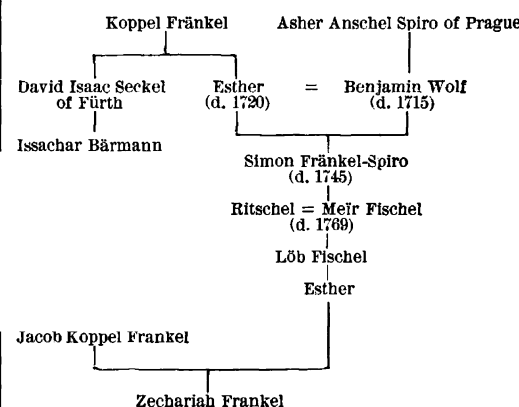 Koppel Fränkel Asher Anschel Spiro of Prague
David Isaac Seckel Esther = Benjamin Wolf
of Fürth (d. 1720) (d. 1715)
Issachar Bärmann
Simon Fränkel-Spiro
(d. 1745)
Ritschel = Meïr Fischel
(d. 1769)
Löb Fischel
Esther
Jacob Koppel Frankel
Zechariah Frankel